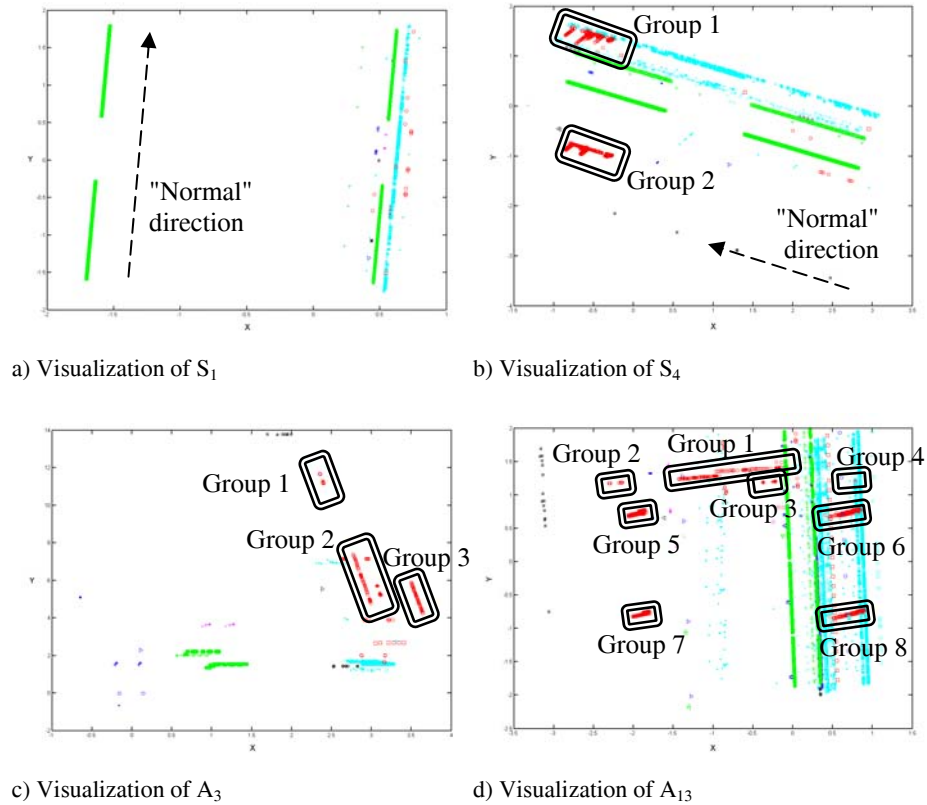 "Normal"
direction
Y
X
a) Visualization of S1
Group 1
Group 2
"Normal"
direction
Y
X
b) Visualization of S4
Group 1
Group 2
Group 3
Y
X
c) Visualization of A3
Group 1
Group 2
Group 4
Group 3
Group 5
Group 6
Group 7
Group 8
Y
X
d) Visualization of A13